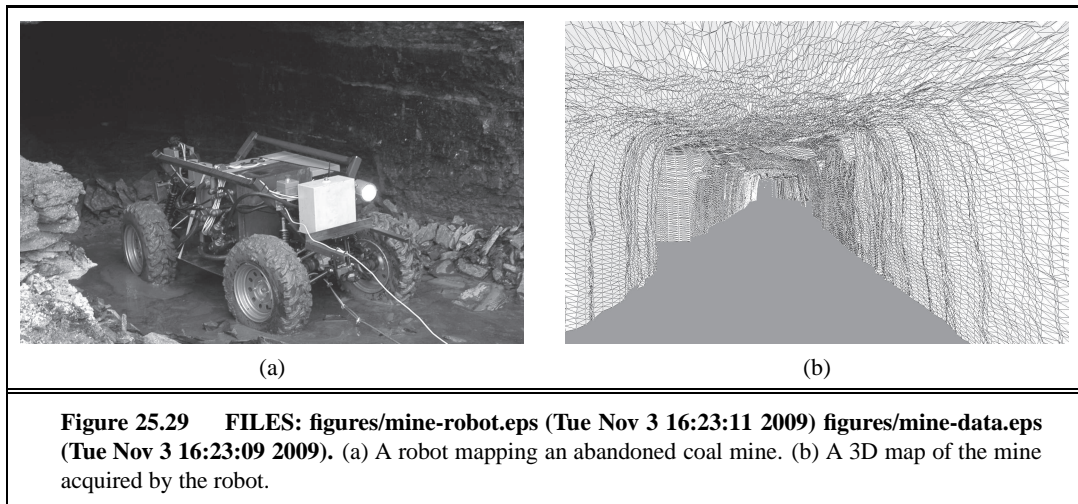 (a)
(b)
Figure 25.29 FILES: figures/mine-robot.eps (Tue Nov 3 16:23:11 2009) figures/mine-data.eps
(Tue Nov 3 16:23:09 2009). (a) A robot mapping an abandoned coal mine. (b) A 3D map of the mine
acquired by the robot.